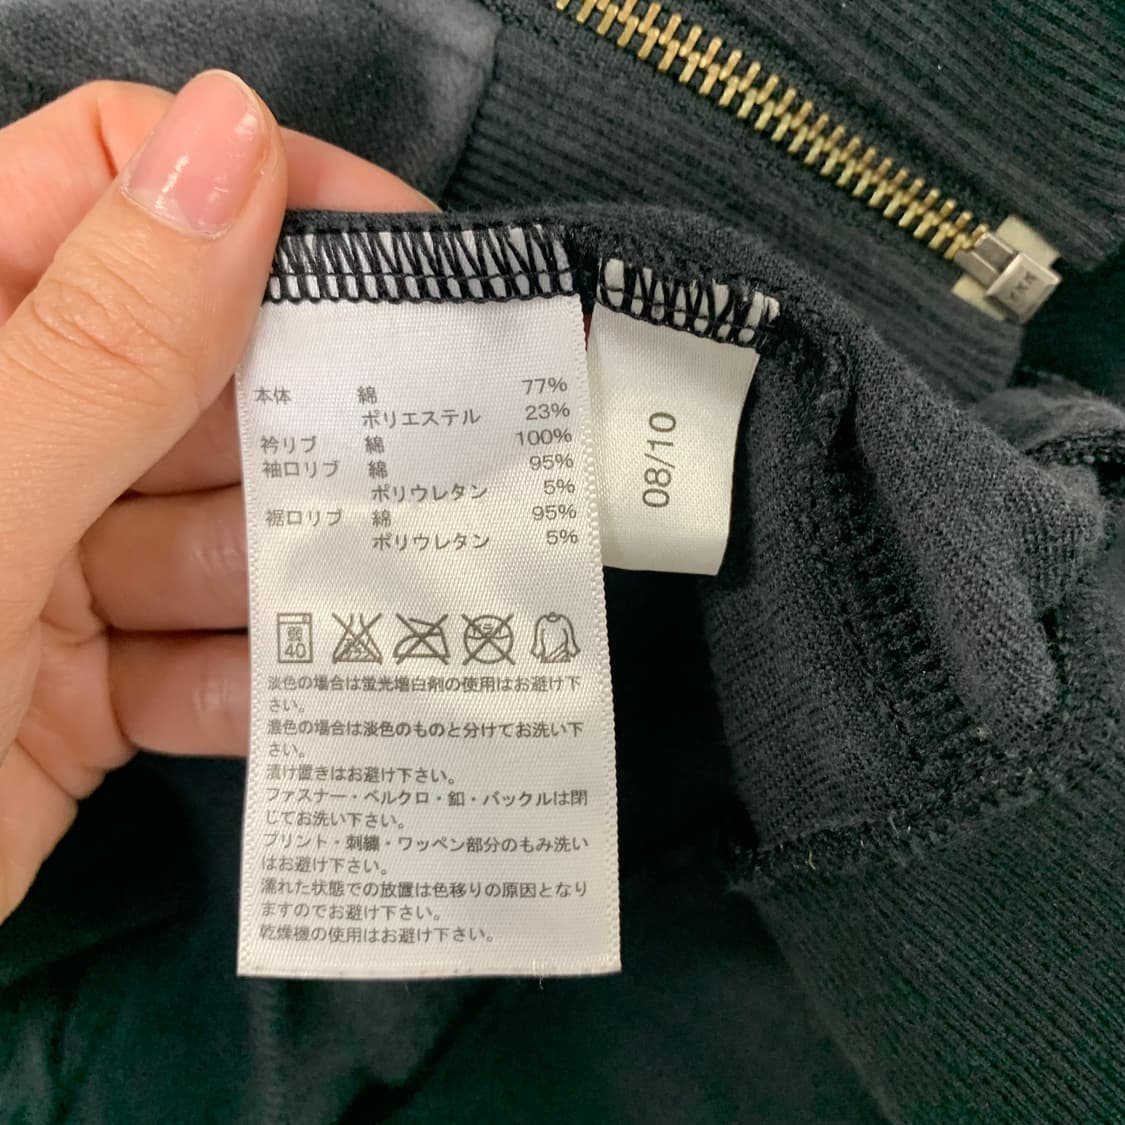 本体 綿 77%
ポリエステル 23%
衿リブ 綿 100%
袖口リブ 綿 95%
ポリウレタン 5%
裾口リブ 綿 95%
ポリウレタン 5%
弱
40
淡色の場合は蛍光増白剤の使用はお避け下
さい。
濃色の場合は淡色のものと分けてお洗い下
さい。
漬け置きはお避け下さい。
ファスナー・ベルクロ・釦・バックルは閉
じてお洗い下さい。
プリント・刺繍・ワッペン部分のもみ洗い
はお避け下さい。
濡れた状態での放置は色移りの原因となり
ますのでお避け下さい。
乾燥機の使用はお避け下さい。
08/10
YKK